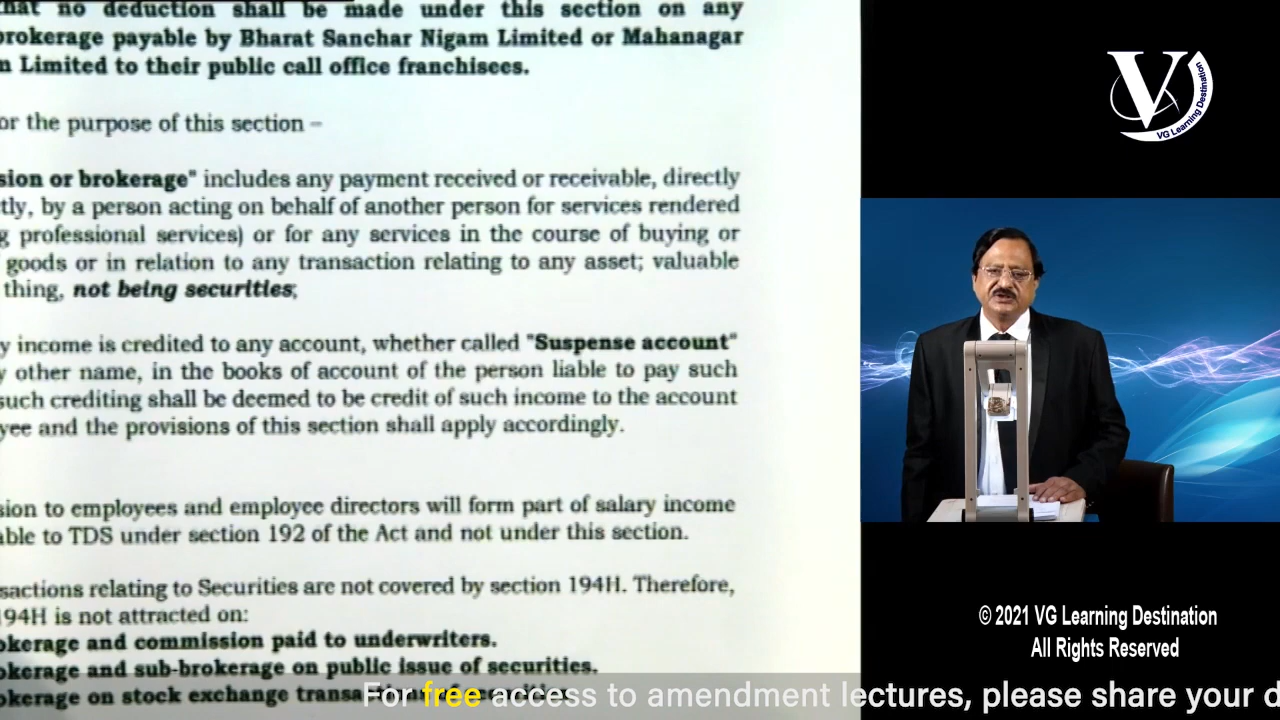 that no deduction shall be made under this section on any
brokerage payable by Bharat Sanchar Nigam Limited or Mahanagar
n Limited to their public call office franchisees.
or the purpose of this section –
sion or brokerage" includes any payment received or receivable, directly
tly, by a person acting on behalf of another person for services rendered
g professional services) or for any services in the course of buying or
goods or in relation to any transaction relating to any asset; valuable
thing, not being securities;
y income is credited to any account, whether called "Suspense account"
y other name, in the books of account of the person liable to pay such
such crediting shall be deemed to be credit of such income to the account
yee and the provisions of this section shall apply accordingly.
sion to employees and employee directors will form part of salary income
able to TDS under section 192 of the Act and not under this section.
sactions relating to Securities are not covered by section 194H. Therefore,
194H is not attracted on:
okerage and commission paid to underwriters.
okerage and sub-brokerage on public issue of securities.
okerage on stock exchange
For free access to amendment lectures, please share your d
V
VG Learning Destination
© 2021 VG Learning Destination
All Rights Reserved